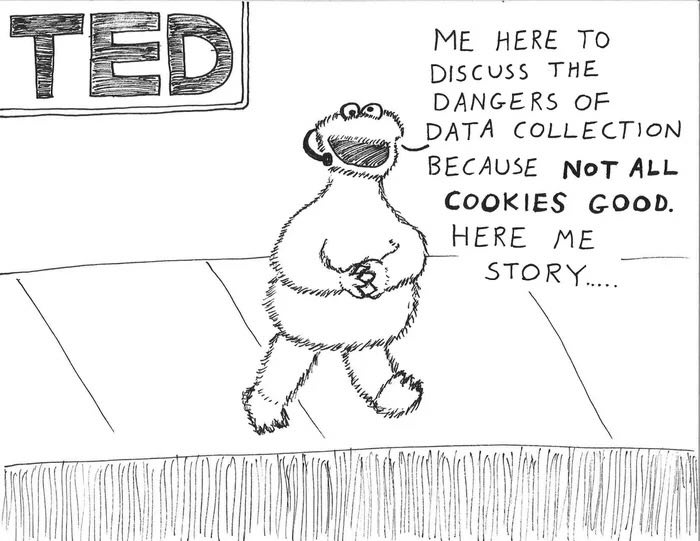 TED
ME HERE TO
DISCUSS THE
DANGERS OF
DATA COLLECTION
BECAUSE NOT ALL
COOKIES GOOD.
HERE ME
STORY.....